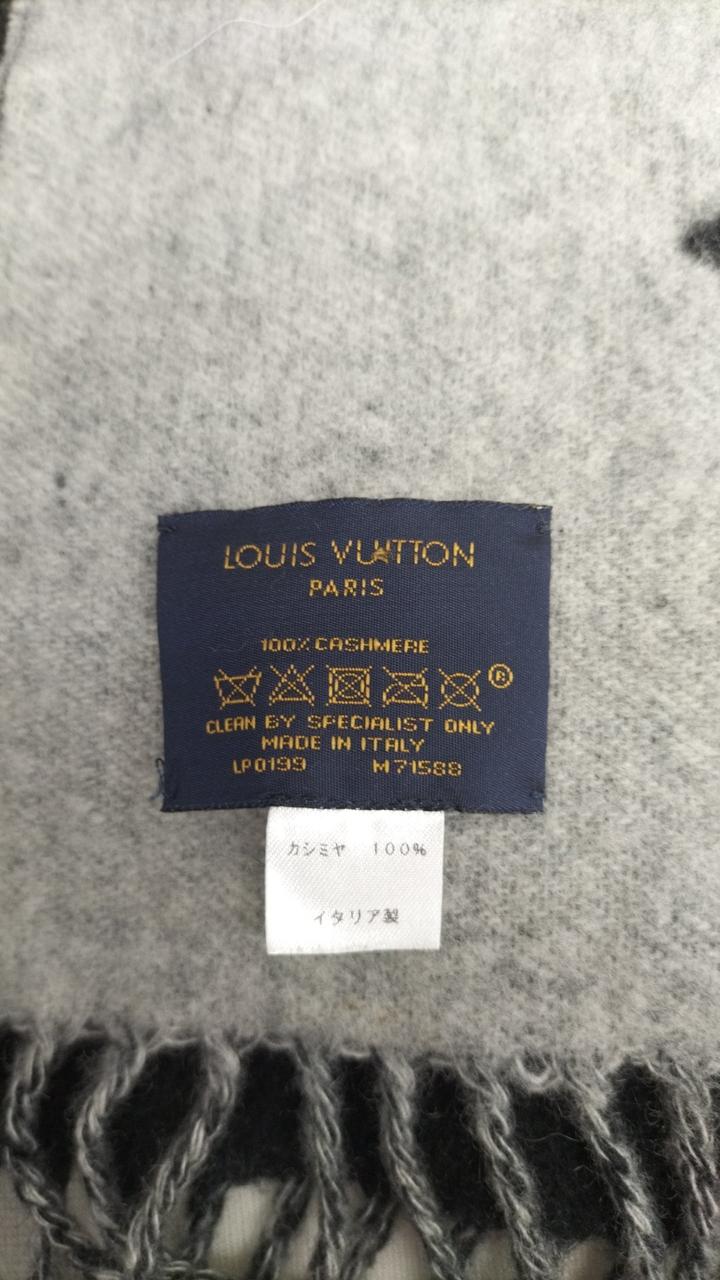 LOUIS VUITTON
PARIS
100% CASHMERE
®
CLEAN BY SPECIALIST ONLY
MADE IN ITALY
LP0199 M71588
カシミヤ 100%
イタリア製